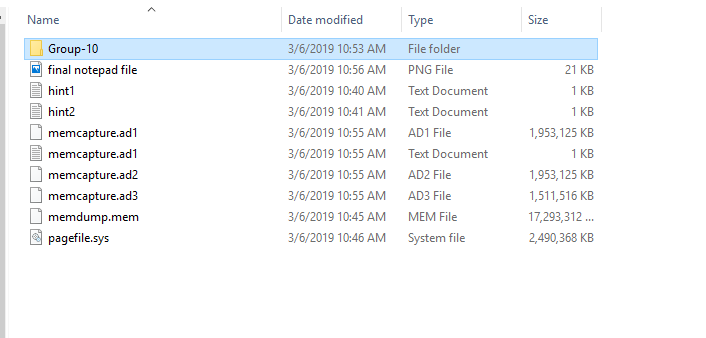 Name Date modified Type Size
Group-10 3/6/2019 10:53 AM File folder
final notepad file 3/6/2019 10:56 AM PNG File 21 KB
hint1 3/6/2019 10:40 AM Text Document 1 KB
hint2 3/6/2019 10:41 AM Text Document 1 KB
memcapture.ad1 3/6/2019 10:55 AM AD1 File 1,953,125 KB
memcapture.ad1 3/6/2019 10:55 AM Text Document 1 KB
memcapture.ad2 3/6/2019 10:55 AM AD2 File 1,953,125 KB
memcapture.ad3 3/6/2019 10:55 AM AD3 File 1,511,516 KB
memdump.mem 3/6/2019 10:45 AM MEM File 17,293,312 ...
pagefile.sys 3/6/2019 10:46 AM System file 2,490,368 KB